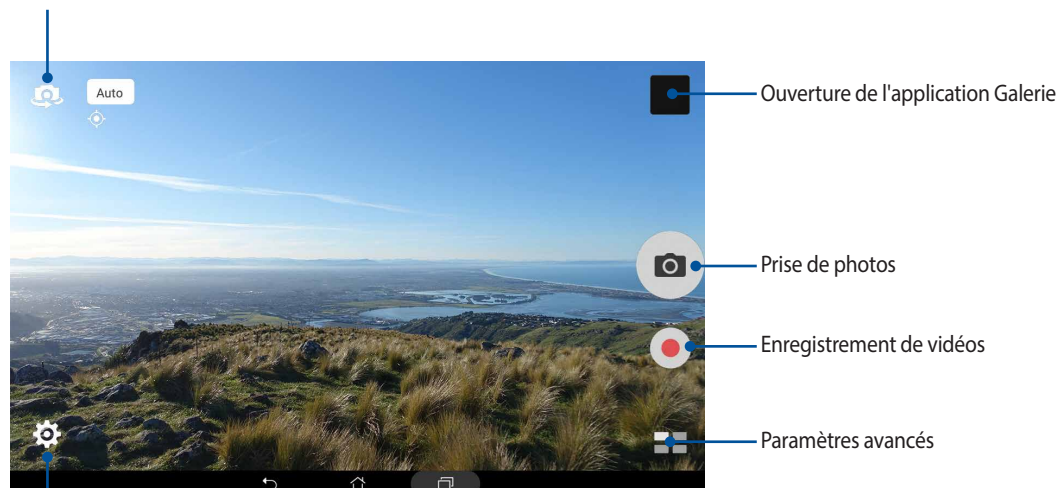 Auto
Ouverture de l'application Galerie
Prise de photos
Enregistrement de vidéos
Paramètres avancés